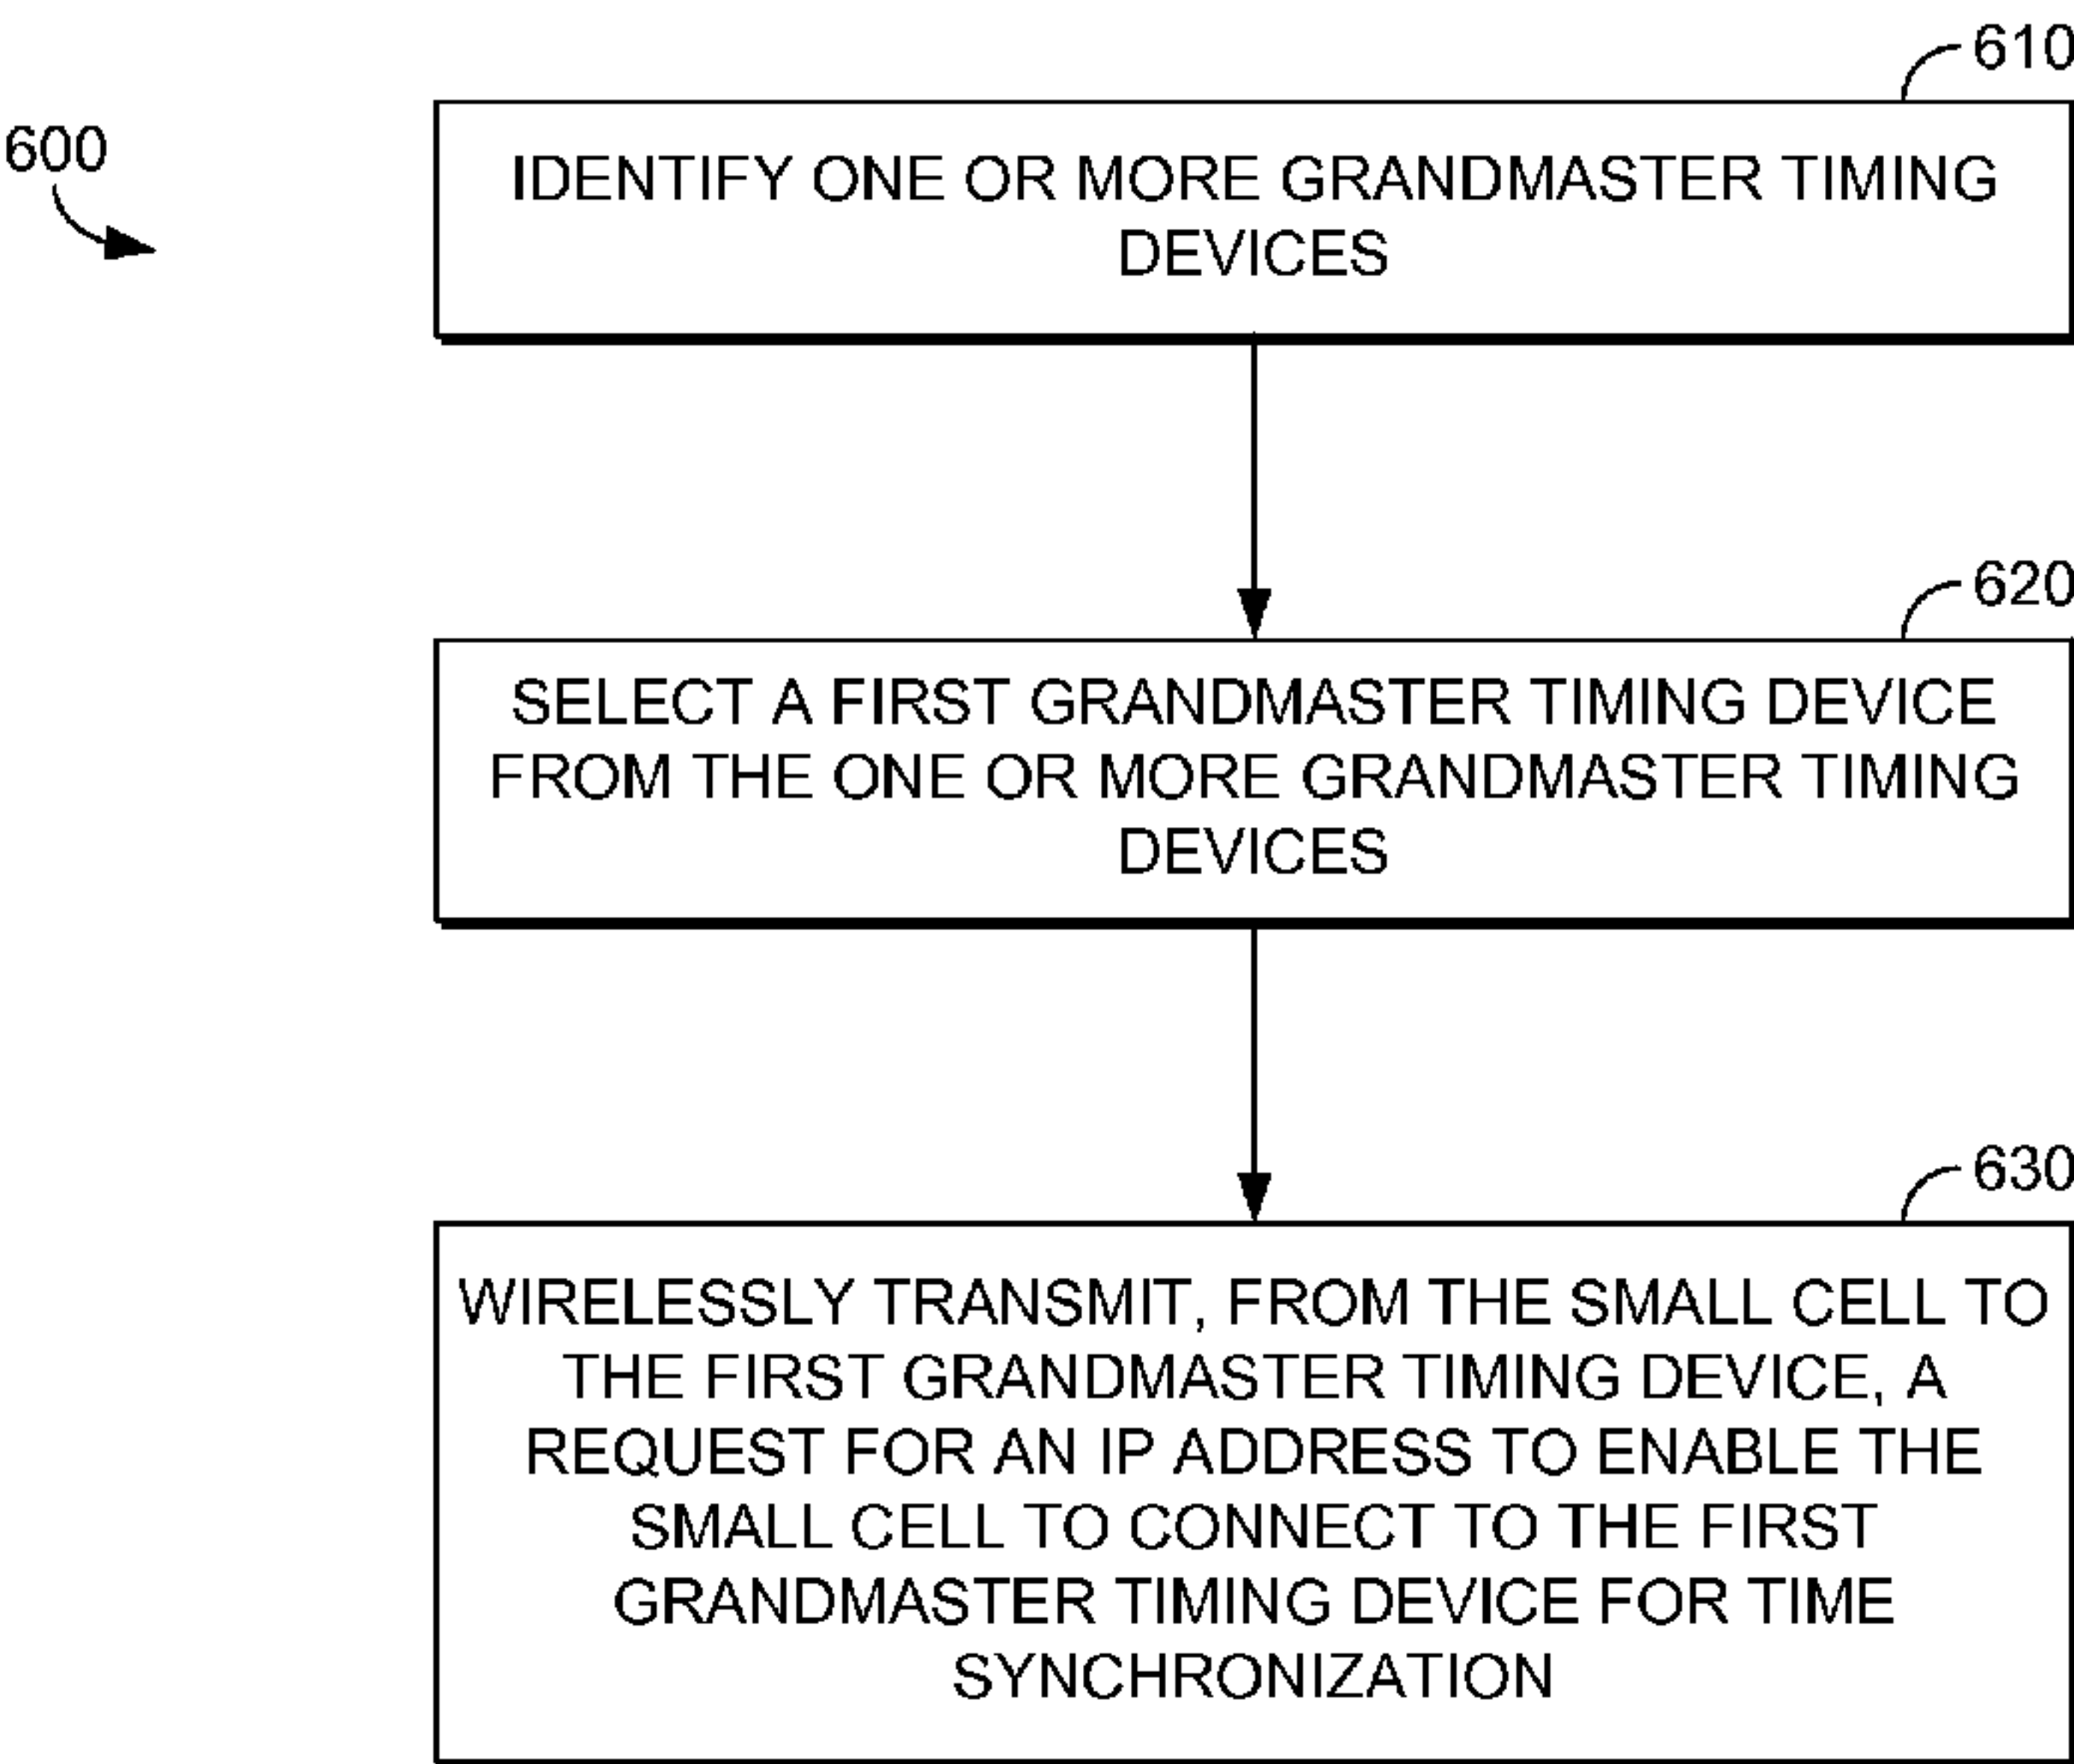 610
600
IDENTIFY ONE OR MORE GRANDMASTER TIMING
DEVICES
620
SELECT A FIRST GRANDMASTER TIMING DEVICE
FROM THE ONE OR MORE GRANDMASTER TIMING
DEVICES
630
WIRELESSLY TRANSMIT, FROM THE SMALL CELL TO
THE FIRST GRANDMASTER TIMING DEVICE, A
REQUEST FOR AN IP ADDRESS TO ENABLE THE
SMALL CELL TO CONNECT TO THE FIRST
GRANDMASTER TIMING DEVICE FOR TIME
SYNCHRONIZATION